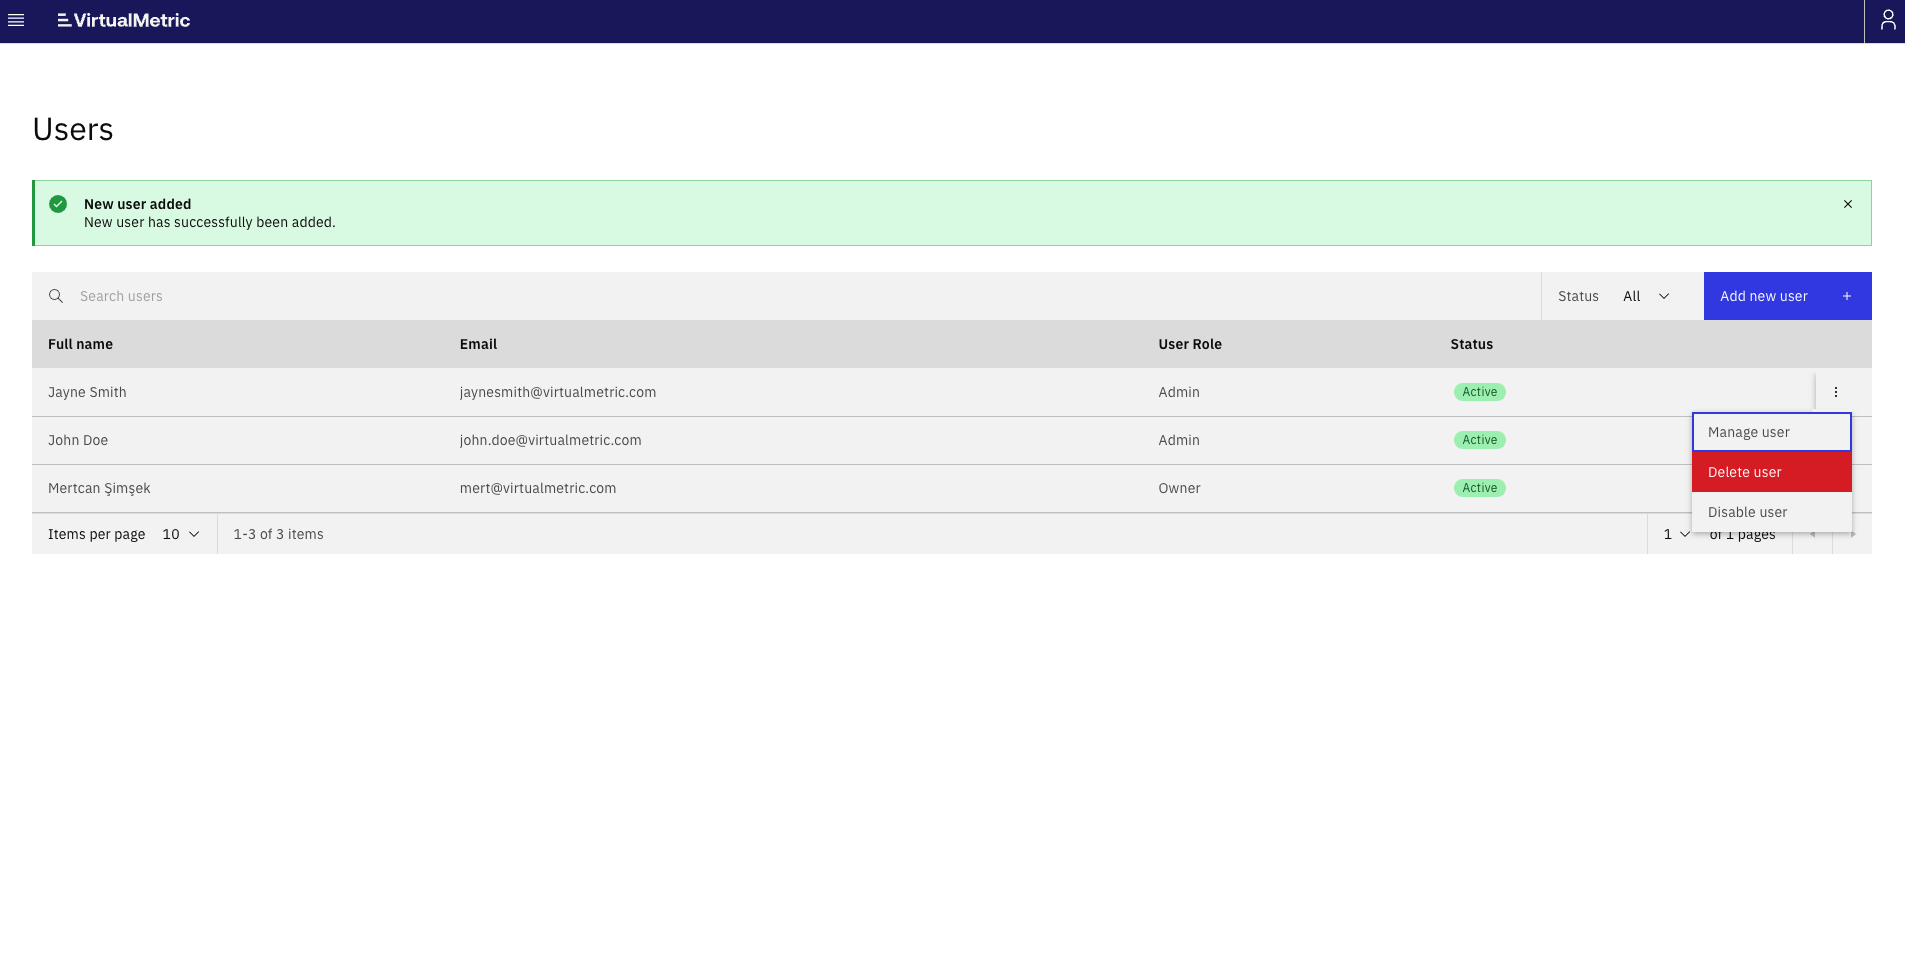 VirtualMetric
Users
New user added
New user has successfully been added.
Search users
Status All
Add new user +
Full name Email User Role Status
Jayne Smith jaynesmith@virtualmetric.com Admin Active
Manage user
John Doe john.doe@virtualmetric.com Admin Active
Delete user
Mertcan Şimşek mert@virtualmetric.com Owner Active
Disable user
Items per page 10 1-3 of 3 items 1 of 1 pages